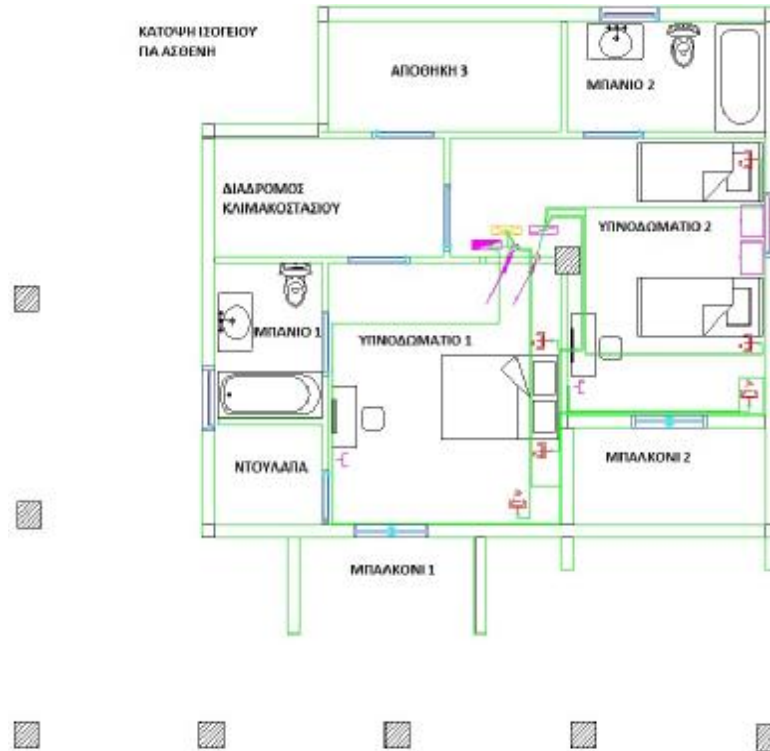 ΚΑΤΟΨΗ ΙΣΟΓΕΙΟΥ
ΓΙΑ ΑΣΘΕΝΗ
ΑΠΟΘΗΚΗ 3
ΜΠΑΝΙΟ 2
ΔΙΑΔΡΟΜΟΣ
ΚΛΙΜΑΚΟΣΤΑΣΙΟΥ
ΥΠΝΟΔΩΜΑΤΙΟ 2
ΜΠΑΝΙΟ 1
ΥΠΝΟΔΩΜΑΤΙΟ 1
ΝΤΟΥΛΑΠΑ
ΜΠΑΛΚΟΝΙ 2
ΜΠΑΛΚΟΝΙ 1